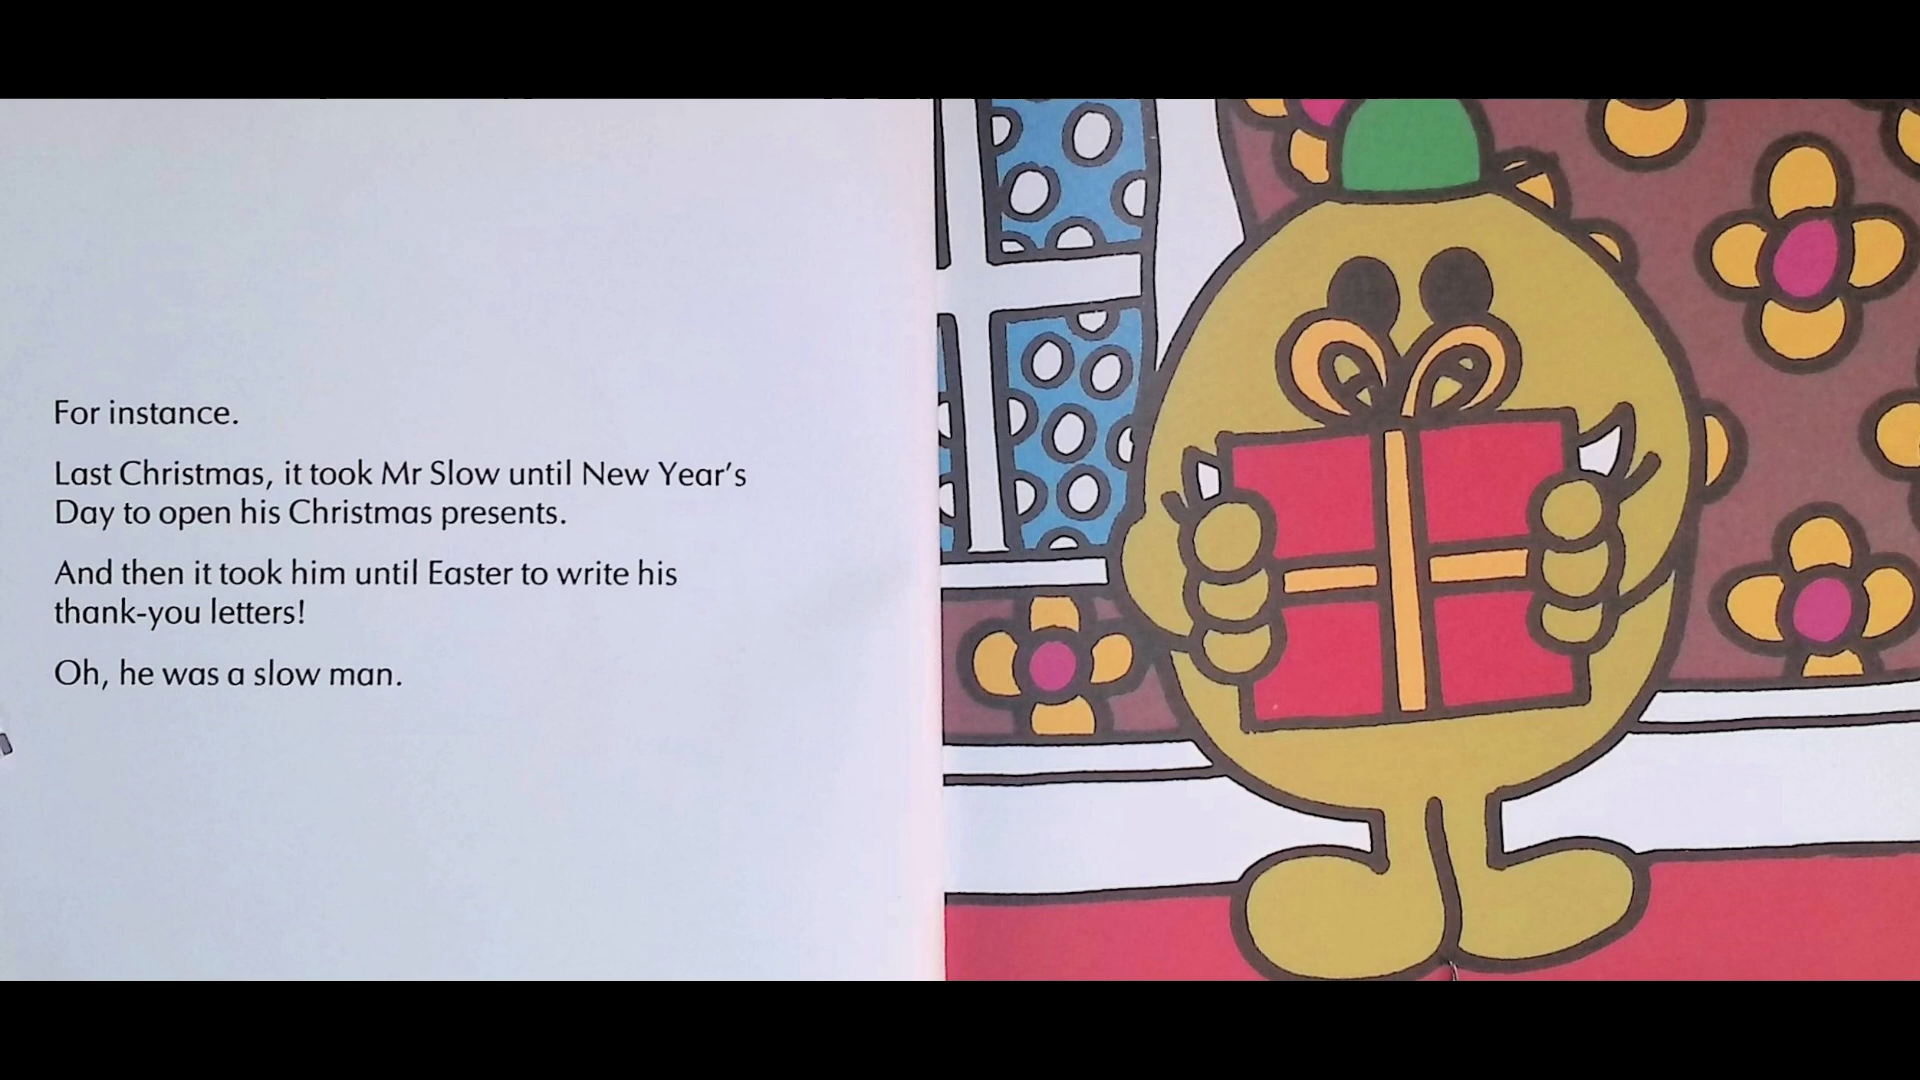 For instance.
Last Christmas, it took Mr Slow until New Year's
Day to open his Christmas presents.
And then it took him until Easter to write his
thank-you letters!
Oh, he was a slow man.